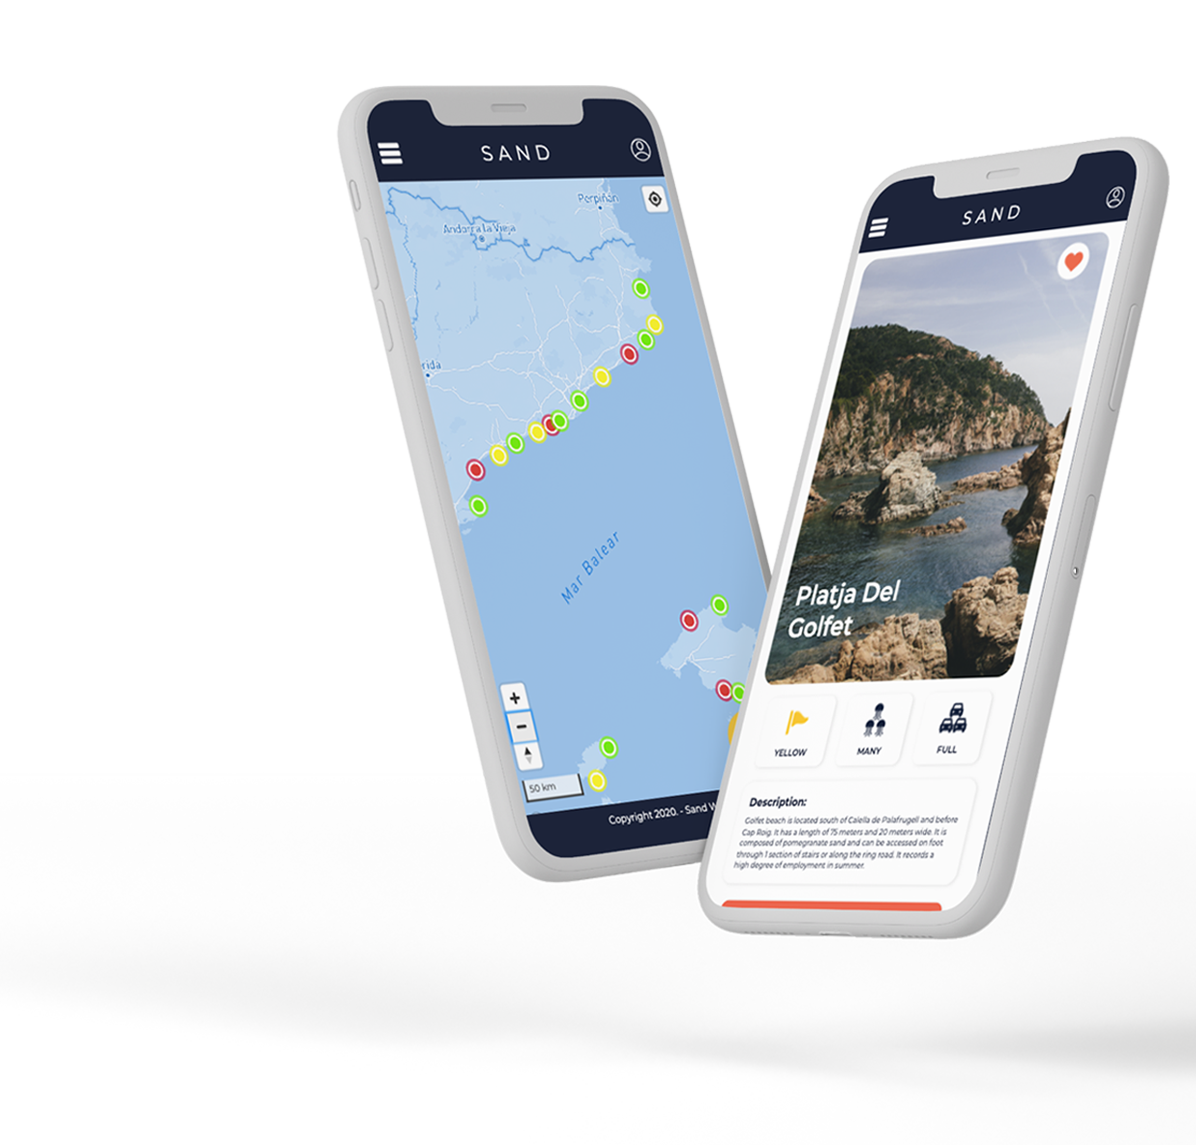 SAND
Perpiñán
Andorra la Vieja
rida
Mar Balear
+
-
50 km
Copyright 2020. - Sand W
SAND
Platja Del
Golfet
YELLOW
MANY
FULL
Description:
Golfet beach is located south of Calella de Palafrugell and before
Cap Roig. It has a length of 75 meters and 20 meters wide. It is
composed of pomegranate sand and can be accessed on foot
through 1 section of stairs or along the ring road. It records a
high degree of employment in summer.